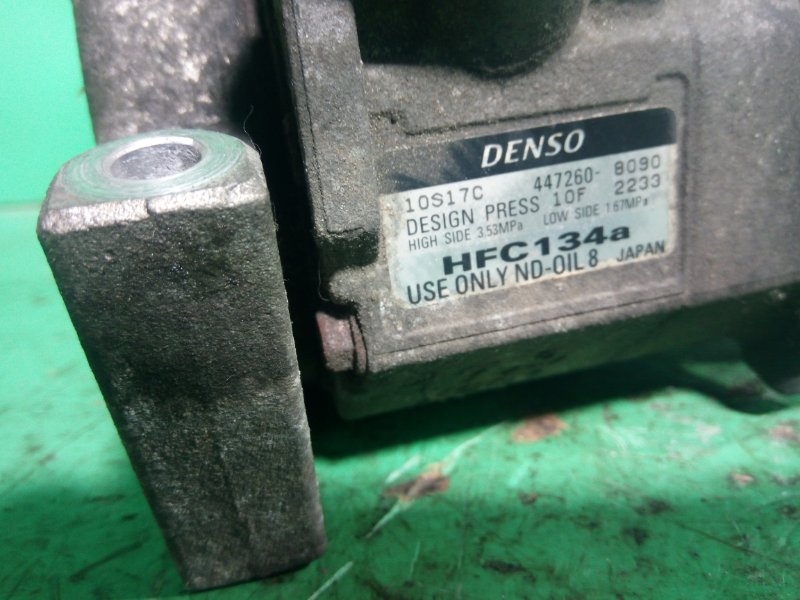 DENSO
10S17C 447260- 8090
DESIGN PRESS 10F 2233
HIGH SIDE 3.53MPa LOW SIDE 1.67MPa
HFC134a
USE ONLY ND-OIL 8 JAPAN